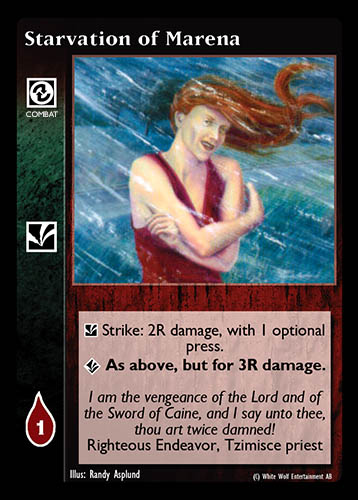 Starvation of Marena
COMBAT
Strike: 2R damage, with 1 optional
press.
As above, but for 3R damage.
I am the vengeance of the Lord and of
the Sword of Caine, and I say unto thee,
thou art twice damned!
Righteous Endeavor, Tzimisce priest
1
Illus: Randy Asplund
(C) White Wolf Entertainment AB